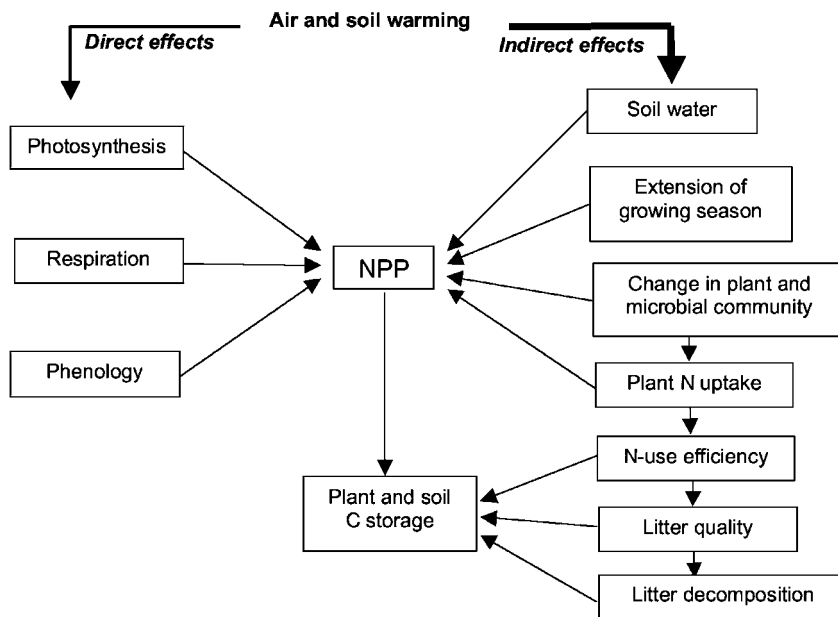 Air and soil warming
Direct effects
Indirect effects
Soil water
Photosynthesis
Extension of
growing season
Respiration
NPP
Change in plant and
microbial community
Phenology
Plant N uptake
N-use efficiency
Plant and soil
C storage
Litter quality
Litter decomposition